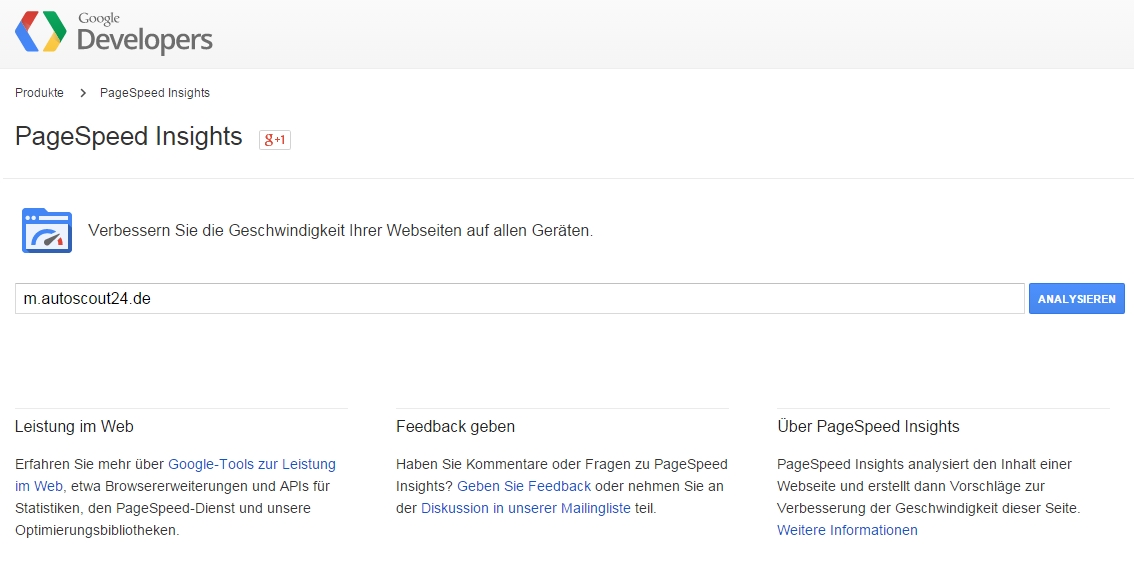 Google
Developers
Produkte > PageSpeed Insights
PageSpeed Insights g+1
Verbessern Sie die Geschwindigkeit Ihrer Webseiten auf allen Geräten.
m.autoscout24.de ANALYSIEREN
Leistung im Web
Erfahren Sie mehr über Google-Tools zur Leistung
im Web, etwa Browsererweiterungen und APIs für
Statistiken, den PageSpeed-Dienst und unsere
Optimierungsbibliotheken.
Feedback geben
Haben Sie Kommentare oder Fragen zu PageSpeed
Insights? Geben Sie Feedback oder nehmen Sie an
der Diskussion in unserer Mailingliste teil.
Über PageSpeed Insights
PageSpeed Insights analysiert den Inhalt einer
Webseite und erstellt dann Vorschläge zur
Verbesserung der Geschwindigkeit dieser Seite.
Weitere Informationen